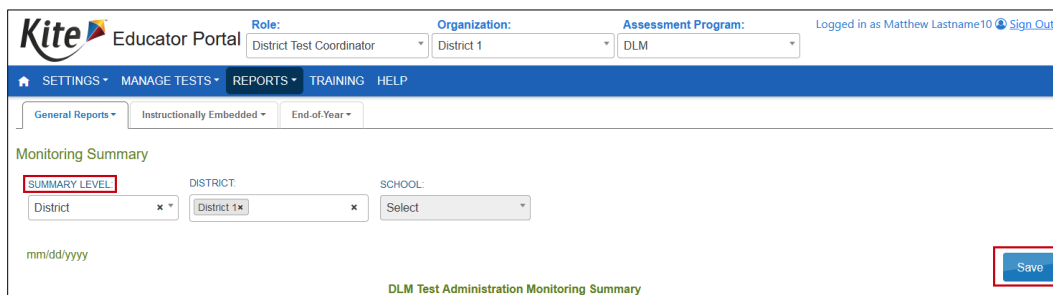 Kite Educator Portal
Role:
District Test Coordinator
Organization:
District 1
Assessment Program:
DLM
Logged in as Matthew Lastname10 Sign Out
SETTINGS MANAGE TESTS REPORTS TRAINING HELP
General Reports Instructionally Embedded End-of-Year
Monitoring Summary
SUMMARY LEVEL: DISTRICT: SCHOOL:
District × District 1× × Select
mm/dd/yyyy
Save
DLM Test Administration Monitoring Summary